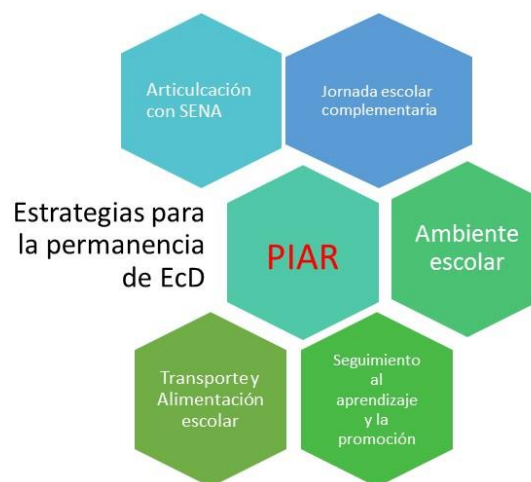 Articulcación
con SENA
Jornada escolar
complementaria
Estrategias para
la permanencia
de EcD
PIAR
Ambiente
escolar
Transporte y
Alimentación
escolar
Seguimiento
al
aprendizaje
y la
promoción